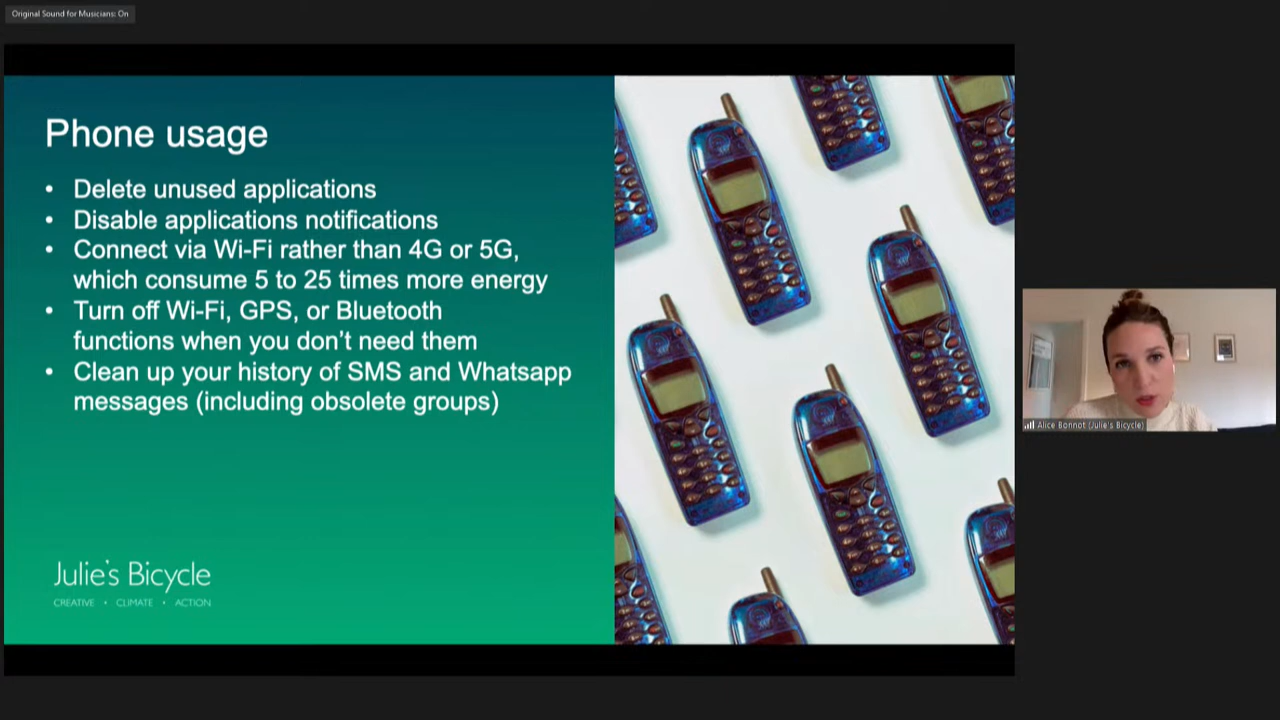 Original Sound for Musicians: On
Phone usage
• Delete unused applications
• Disable applications notifications
• Connect via Wi-Fi rather than 4G or 5G,
which consume 5 to 25 times more energy
• Turn off Wi-Fi, GPS, or Bluetooth
functions when you don’t need them
• Clean up your history of SMS and Whatsapp
messages (including obsolete groups)
Julie's Bicycle
CREATIVE • CLIMATE • ACTION
Alice Bonnot (Julie's Bicycle)